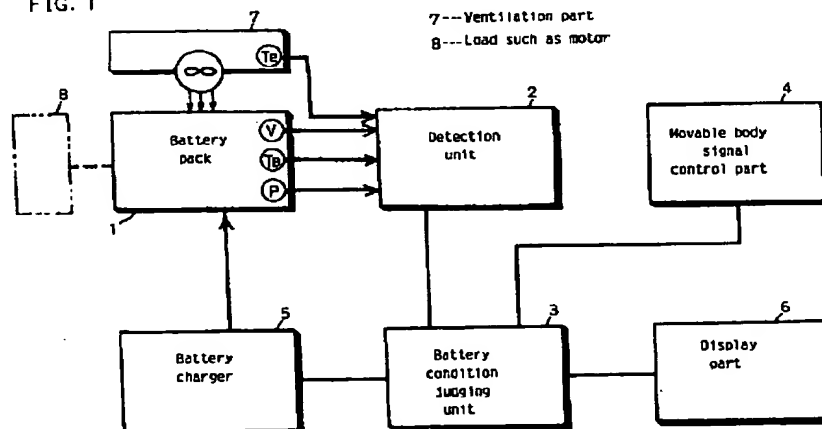 FIG. 1
7---Ventilation part
8---Load such as motor
7
Te
8
Battery
pack
V
TB
P
1
2
Detection
unit
4
Movable body
signal
control part
5
Battery
charger
3
Battery
condition
judging
unit
6
Display
part